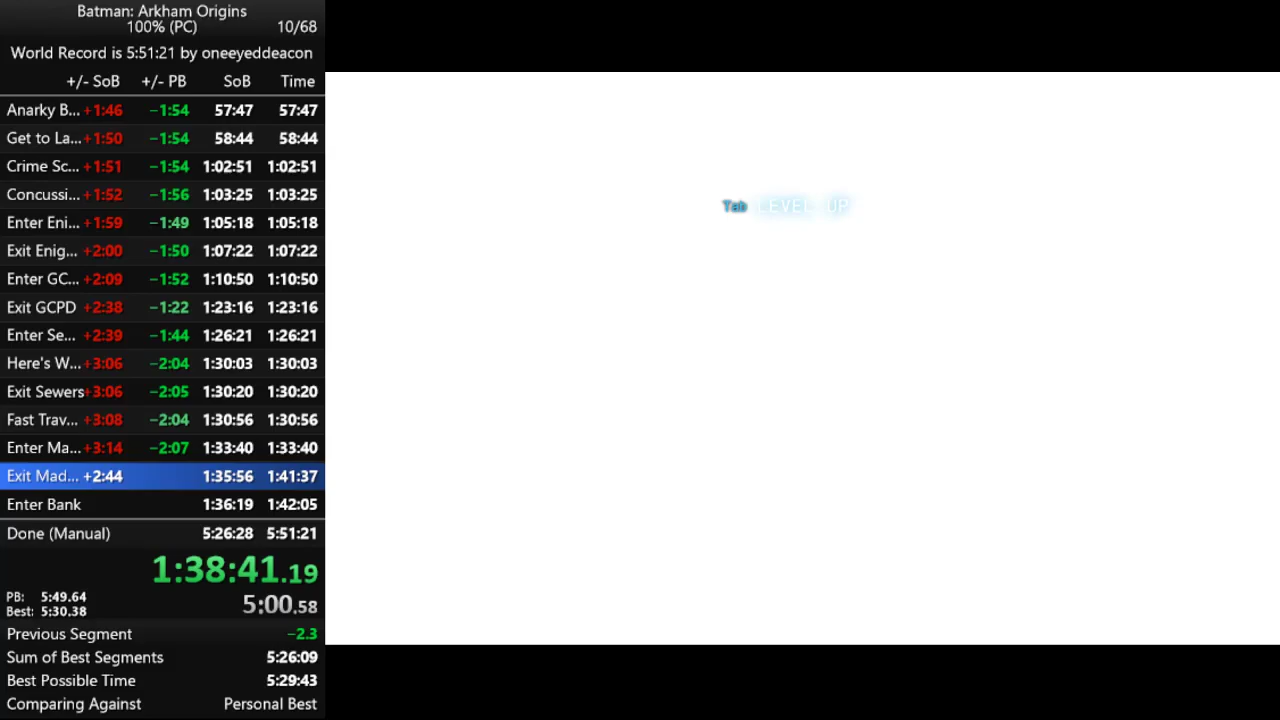 Batman: Arkham Origins
100% (PC) 10/68
World Record is 5:51:21 by oneeyeddeacon
+/- SoB +/- PB SoB Time
Anarky B... +1:46 −1:54 57:47 57:47
Get to La... +1:50 −1:54 58:44 58:44
Crime Sc... +1:51 −1:54 1:02:51 1:02:51
Concussi... +1:52 −1:56 1:03:25 1:03:25
Enter Eni... +1:59 −1:49 1:05:18 1:05:18
Exit Enig... +2:00 −1:50 1:07:22 1:07:22
Enter GC... +2:09 −1:52 1:10:50 1:10:50
Exit GCPD +2:38 −1:22 1:23:16 1:23:16
Enter Se... +2:39 −1:44 1:26:21 1:26:21
Here's W... +3:06 −2:04 1:30:03 1:30:03
Exit Sewers +3:06 −2:05 1:30:20 1:30:20
Fast Trav... +3:08 −2:04 1:30:56 1:30:56
Enter Ma... +3:14 −2:07 1:33:40 1:33:40
Exit Mad... +2:44 1:35:56 1:41:37
Enter Bank 1:36:19 1:42:05
Done (Manual) 5:26:28 5:51:21
1:38:41.19
PB: 5:49.64
Best: 5:30.38
5:00.58
Previous Segment −2.3
Sum of Best Segments 5:26:09
Best Possible Time 5:29:43
Comparing Against Personal Best
Tab LEVEL UP